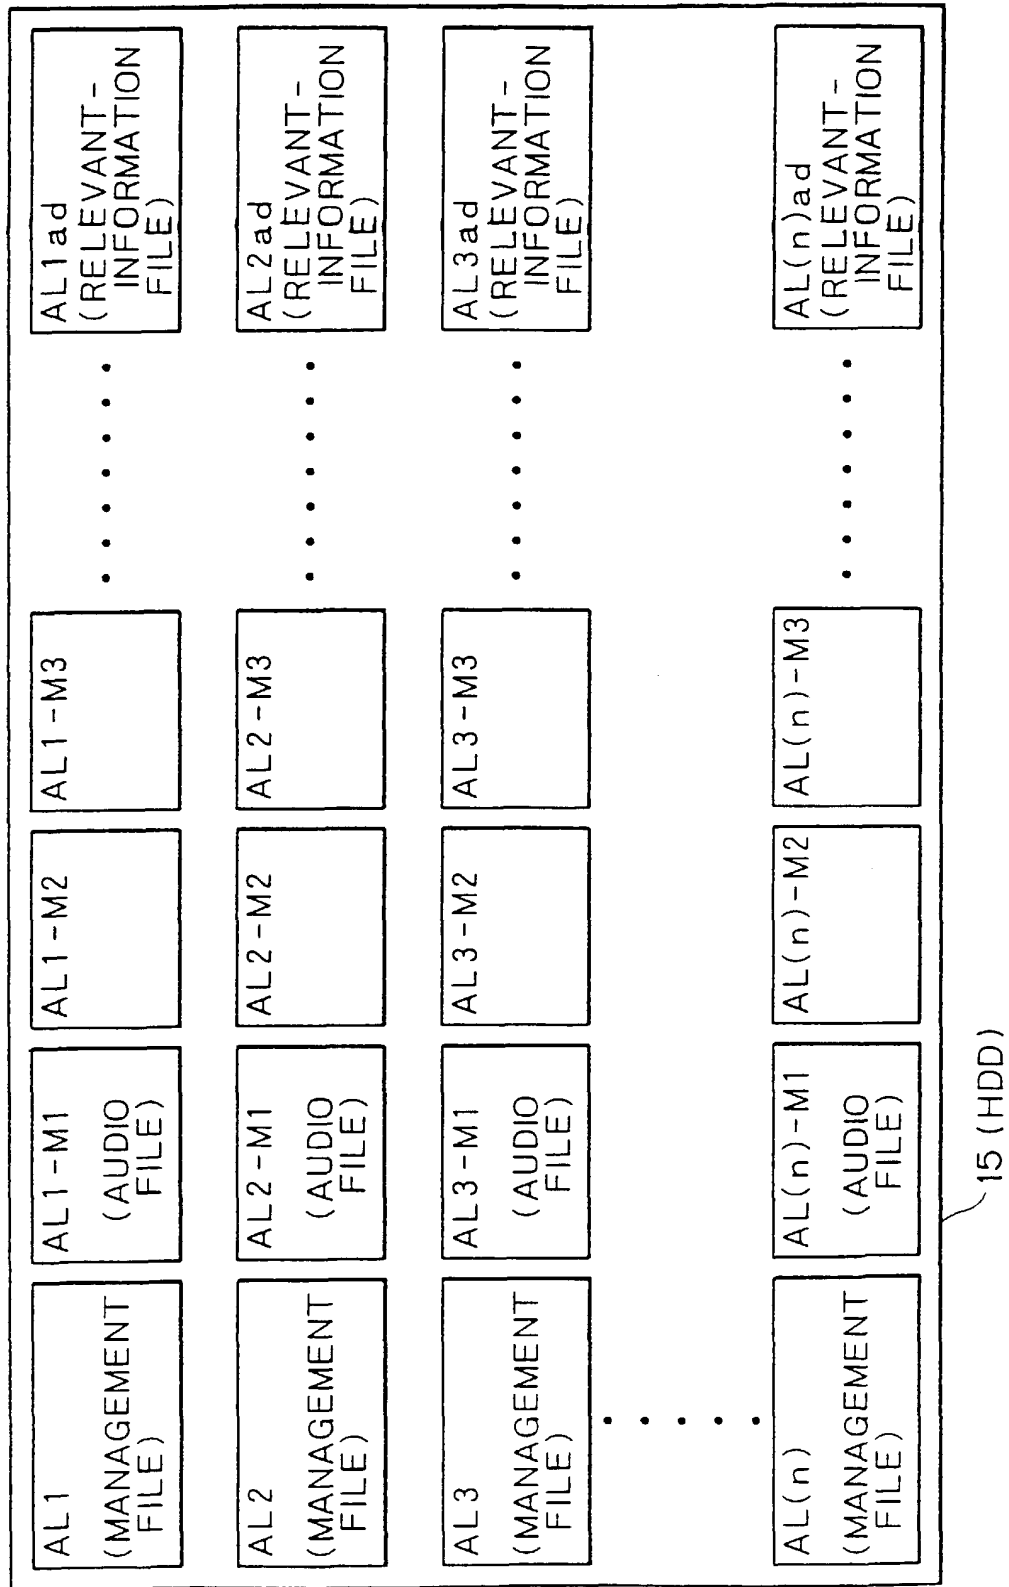 AL1
(MANAGEMENT
FILE)
AL1-M1
(AUDIO
FILE)
AL1-M2
AL1-M3
AL1ad
(RELEVANT-
INFORMATION
FILE)
AL2
(MANAGEMENT
FILE)
AL2-M1
(AUDIO
FILE)
AL2-M2
AL2-M3
AL2ad
(RELEVANT-
INFORMATION
FILE)
AL3
(MANAGEMENT
FILE)
AL3-M1
(AUDIO
FILE)
AL3-M2
AL3-M3
AL3ad
(RELEVANT-
INFORMATION
FILE)
AL(n)
(MANAGEMENT
FILE)
AL(n)-M1
(AUDIO
FILE)
AL(n)-M2
AL(n)-M3
AL(n)ad
(RELEVANT-
INFORMATION
FILE)
15 (HDD)